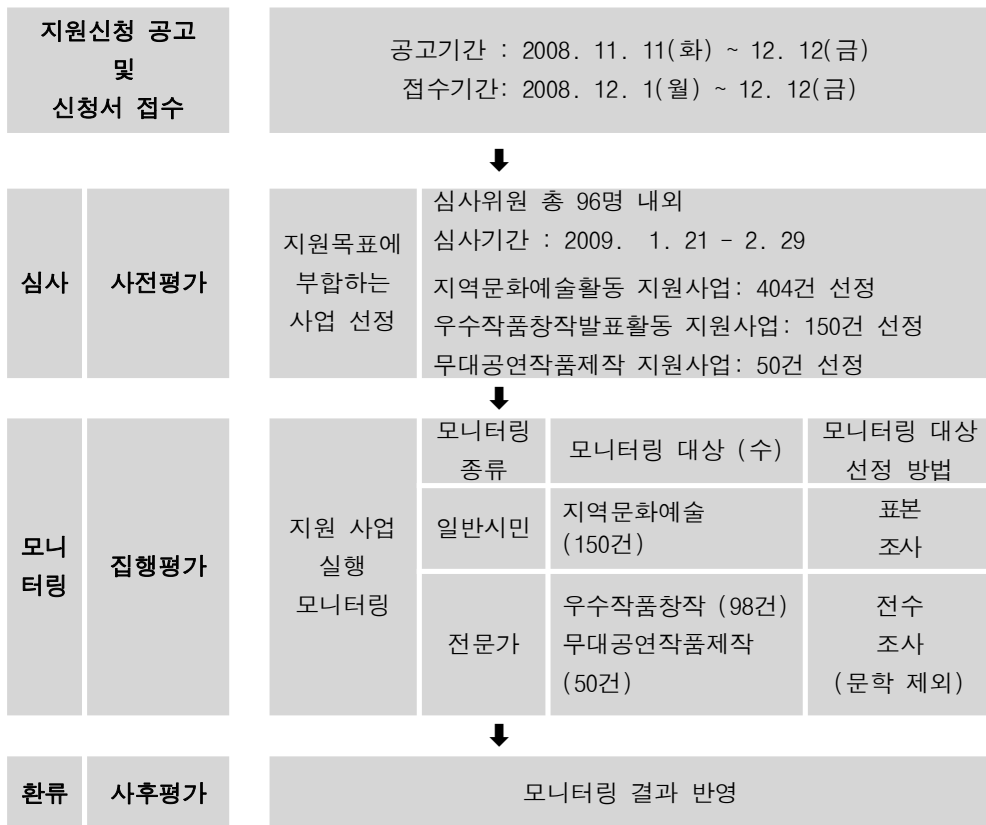 지원신청 공고
및
신청서 접수
공고기간 : 2008. 11. 11(화) ~ 12. 12(금)
접수기간: 2008. 12. 1(월) ~ 12. 12(금)
심사
사전평가
지원목표에
부합하는
사업 선정
심사위원 총 96명 내외
심사기간 : 2009. 1. 21 - 2. 29
지역문화예술활동 지원사업: 404건 선정
우수작품창작발표활동 지원사업: 150건 선정
무대공연작품제작 지원사업: 50건 선정
모니
터링
집행평가
지원 사업
실행
모니터링
모니터링
종류
모니터링 대상 (수)
모니터링 대상
선정 방법
일반시민
지역문화예술
(150건)
표본
조사
전문가
우수작품창작 (98건)
무대공연작품제작
(50건)
전수
조사
(문학 제외)
환류
사후평가
모니터링 결과 반영